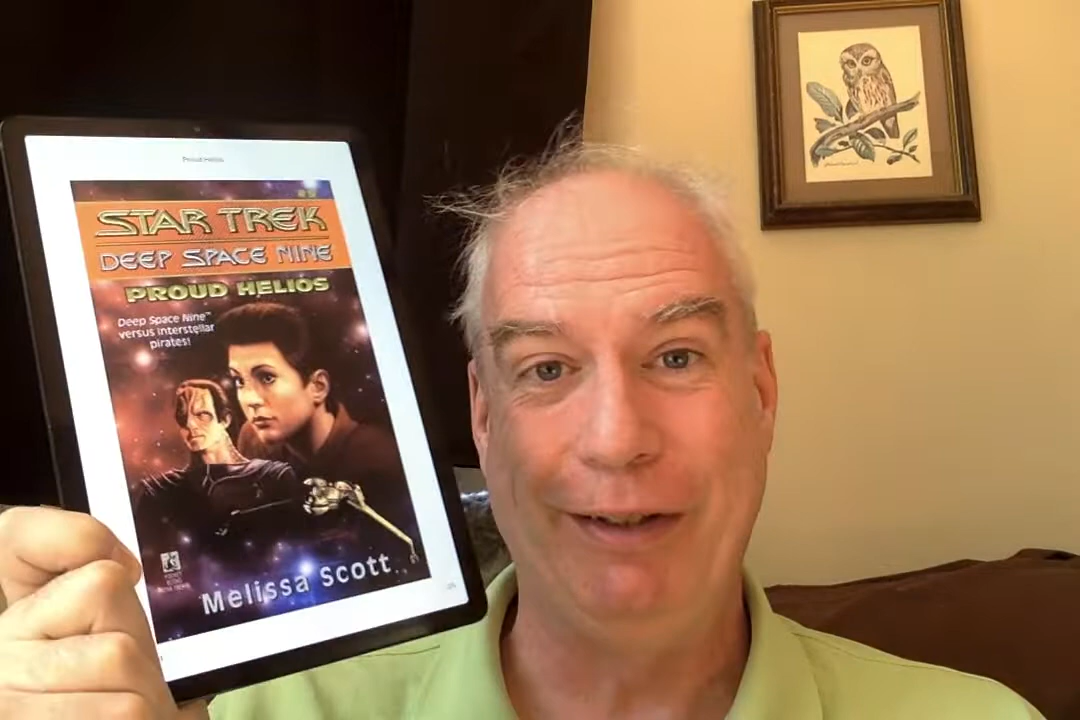 Proud Helios
STAR TREK
DEEP SPACE NINE
PROUD HELIOS
Deep Space Nine™
versus interstellar
pirates!
Melissa Scott